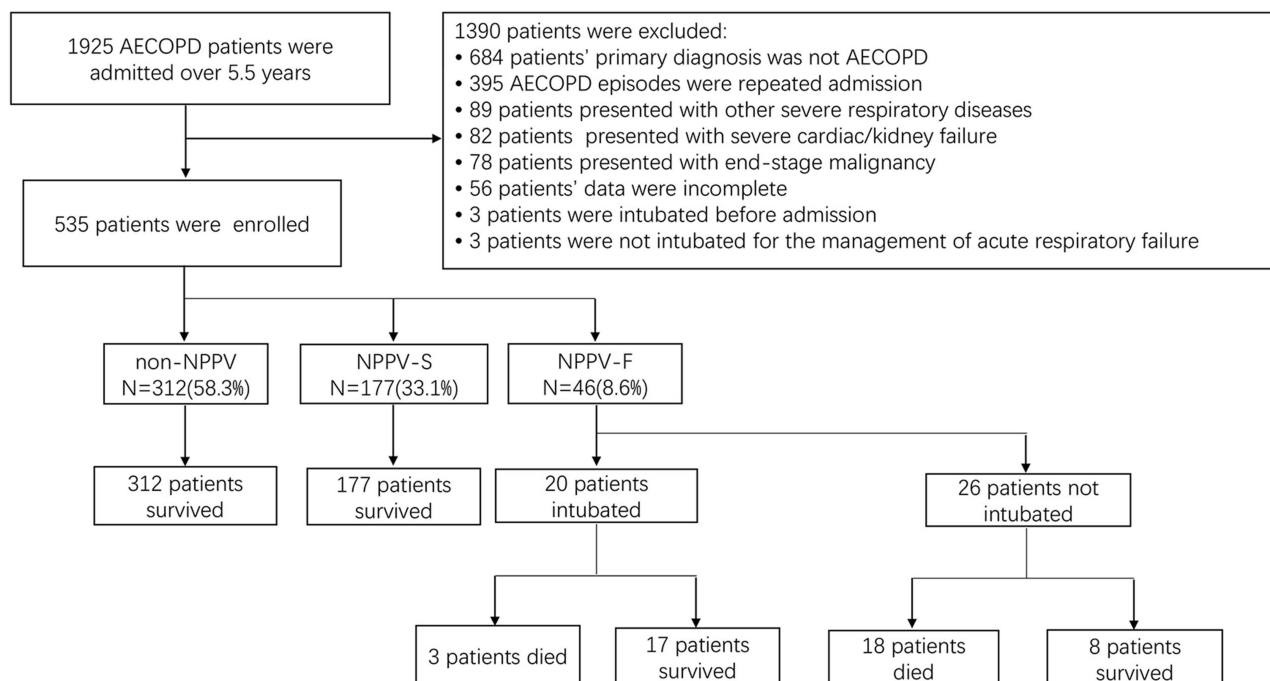 1925 AECOPD patients were
admitted over 5.5 years
1390 patients were excluded:
• 684 patients’ primary diagnosis was not AECOPD
• 395 AECOPD episodes were repeated admission
• 89 patients presented with other severe respiratory diseases
• 82 patients presented with severe cardiac/kidney failure
• 78 patients presented with end-stage malignancy
• 56 patients’ data were incomplete
• 3 patients were intubated before admission
• 3 patients were not intubated for the management of acute respiratory failure
535 patients were enrolled
non-NPPV
N=312(58.3%)
NPPV-S
N=177(33.1%)
NPPV-F
N=46(8.6%)
312 patients
survived
177 patients
survived
20 patients
intubated
26 patients not
intubated
3 patients died
17 patients
survived
18 patients
died
8 patients
survived